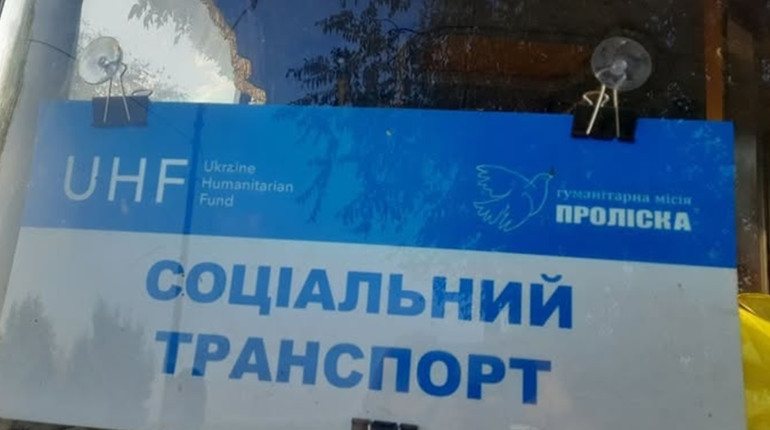 UHF
Ukrzine
Humanitarian
Fund
гуманітарна місія
ПРОЛІСКА
СОЦІАЛЬНИЙ
ТРАНСПОРТ